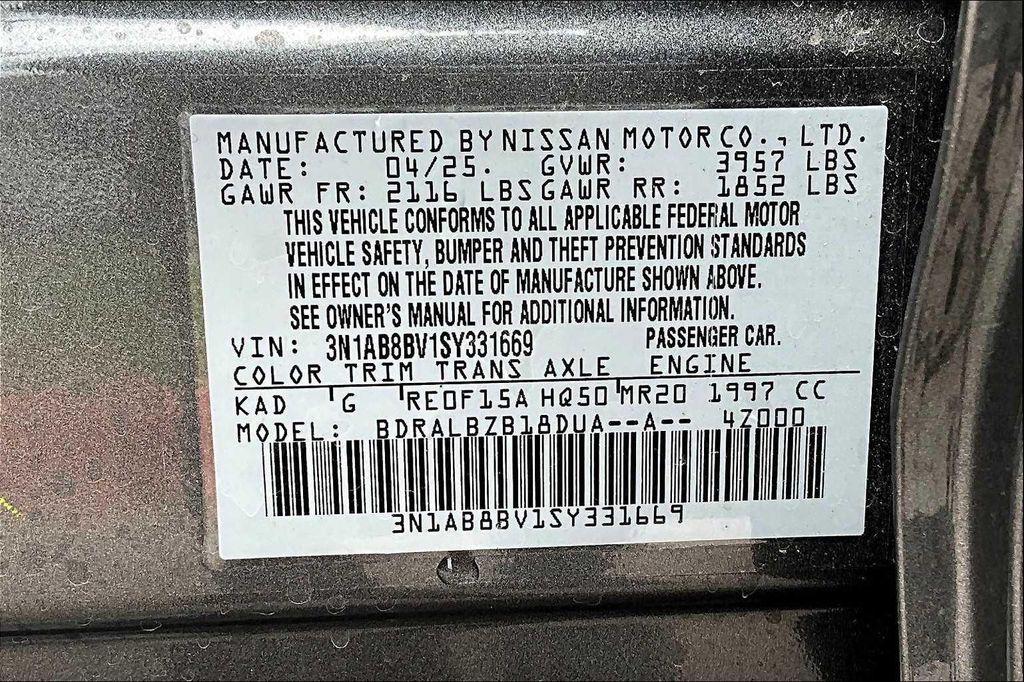 MANUFACTURED BY NISSAN MOTOR CO., LTD.
DATE: 04/25. GVWR: 3957 LBS
GAWR FR: 2116 LBS GAWR RR: 1852 LBS
THIS VEHICLE CONFORMS TO ALL APPLICABLE FEDERAL MOTOR
VEHICLE SAFETY, BUMPER AND THEFT PREVENTION STANDARDS
IN EFFECT ON THE DATE OF MANUFACTURE SHOWN ABOVE.
SEE OWNER'S MANUAL FOR ADDITIONAL INFORMATION.
VIN: 3N1AB8BV1SY331669 PASSENGER CAR.
COLOR TRIM TRANS AXLE ENGINE
KAD G RE0F15A HQ50 MR20 1997 CC
MODEL: BDRALBZB18DUA--A-- 4Z000
3N1AB8BV1SY331669